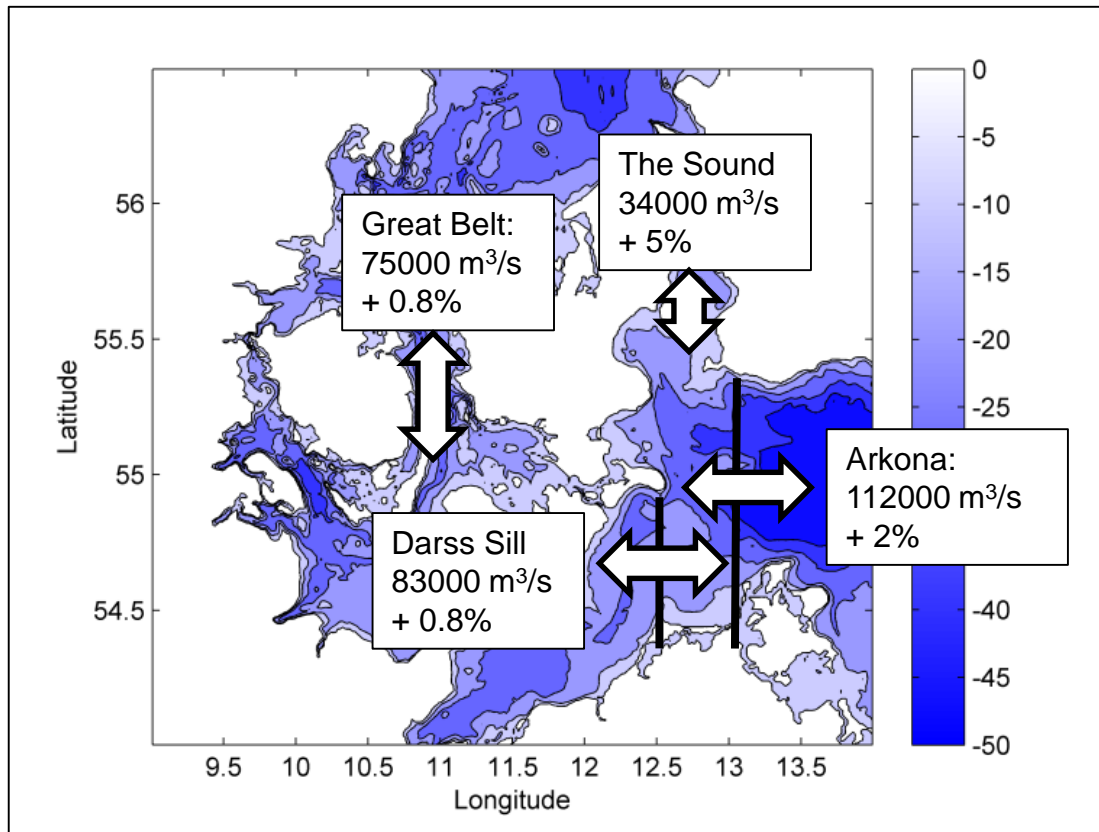 The Sound
34000 m³/s
+ 5%
Great Belt:
75000 m³/s
+ 0.8%
Arkona:
112000 m³/s
+ 2%
Darss Sill
83000 m³/s
+ 0.8%
Latitude
56
55.5
55
54.5
9.5 10 10.5 11 11.5 12 12.5 13 13.5
Longitude
0
-5
-10
-15
-20
-25
-40
-45
-50